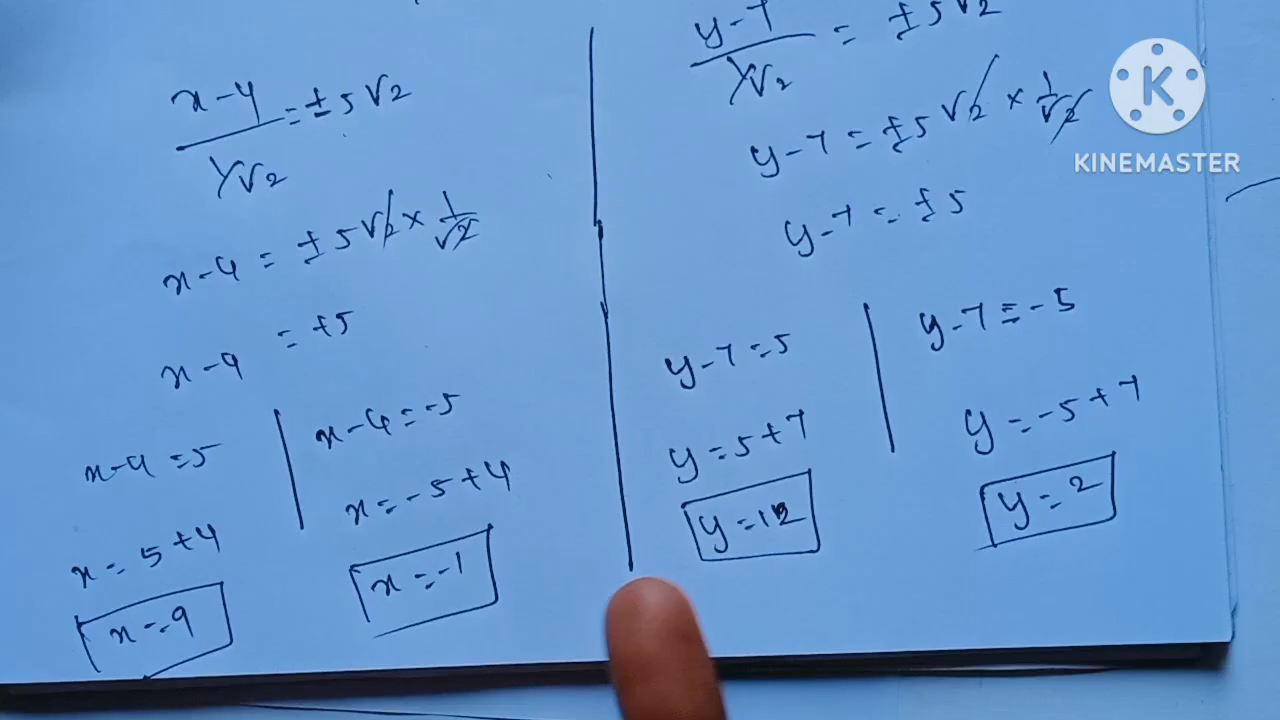 x-4/1/√2 = ±5√2
x-4 = ±5√2 × 1/√2
x-4 = ±5
x-4=5
x=5+4
x=9
x-4=-5
x=-5+4
x=-1
y-7/1/√2 = ±5√2
y-7 = ±5√2 × 1/√2
y-7 = ±5
y-7=5
y=5+7
y=12
y-7=-5
y=-5+7
y=2
KINEMASTER